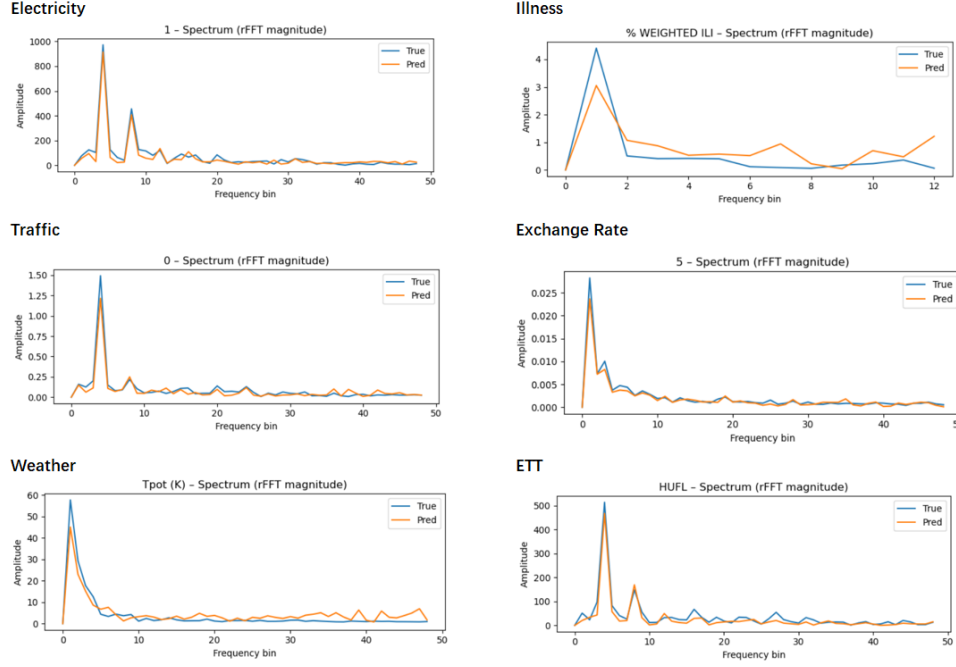 Electricity
1 – Spectrum (rFFT magnitude)
1000
800
600
400
200
0
Amplitude
True
Pred
0 10 20 30 40 50
Frequency bin
Illness
% WEIGHTED ILI – Spectrum (rFFT magnitude)
4
3
2
1
0
Amplitude
True
Pred
0 2 4 6 8 10 12
Frequency bin
Traffic
0 – Spectrum (rFFT magnitude)
1.50
1.25
1.00
0.75
0.50
0.25
0.00
Amplitude
True
Pred
0 10 20 30 40 50
Frequency bin
Exchange Rate
5 – Spectrum (rFFT magnitude)
0.025
0.020
0.015
0.010
0.005
0.000
Amplitude
True
Pred
0 10 20 30 40
Frequency bin
Weather
Tpot (K) – Spectrum (rFFT magnitude)
60
50
40
30
20
10
0
Amplitude
True
Pred
0 10 20 30 40 50
Frequency bin
ETT
HUFL – Spectrum (rFFT magnitude)
500
400
300
200
100
0
Amplitude
True
Pred
0 10 20 30 40 50
Frequency bin